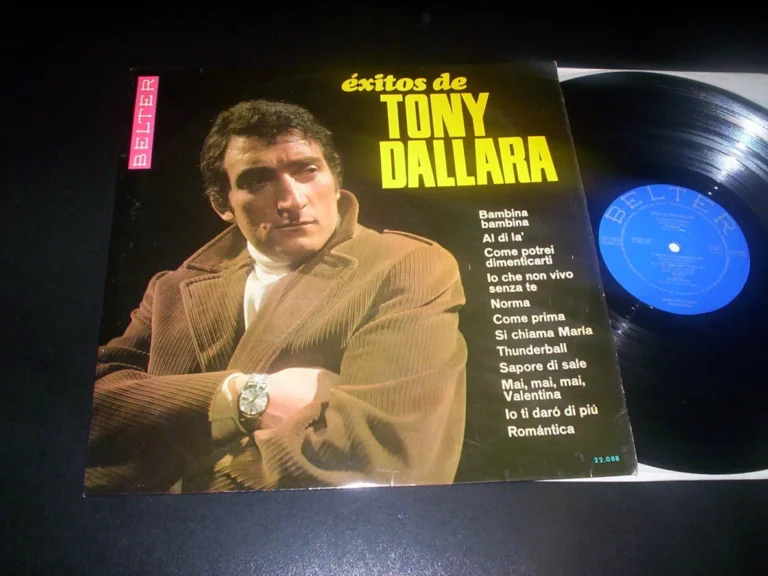 BELTER
éxitos de
TONY
DALLARA
Bambina
bambina
Al di la'
Come potrei
dimenticarti
Io che non vivo
senza te
Norma
Come prima
Si chiama María
Thunderball
Sapore di sale
Mai, mai, mai,
Valentina
Io ti daró di piú
Romántica
22.088
BELTER